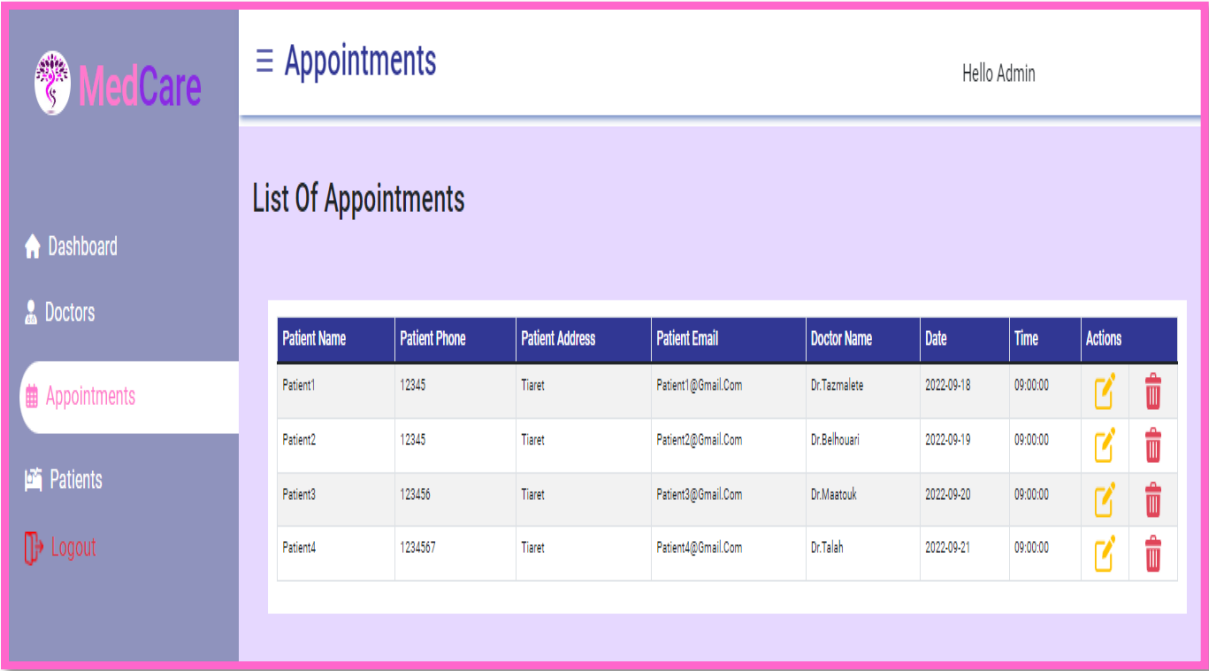 MedCare
☰ Appointments
Hello Admin
List Of Appointments
Dashboard
Doctors
Appointments
Patients
Logout
Patient Name Patient Phone Patient Address Patient Email Doctor Name Date Time Actions
Patient1 12345 Tiaret Patient1@Gmail.Com Dr.Tazmalete 2022-09-18 09:00:00
Patient2 12345 Tiaret Patient2@Gmail.Com Dr.Belhouari 2022-09-19 09:00:00
Patient3 123456 Tiaret Patient3@Gmail.Com Dr.Maatouk 2022-09-20 09:00:00
Patient4 1234567 Tiaret Patient4@Gmail.Com Dr.Talah 2022-09-21 09:00:00